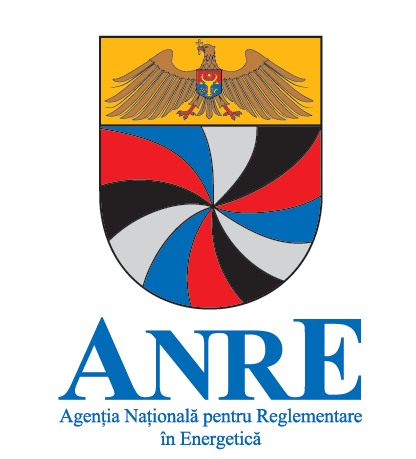 ANRE
Agenția Națională pentru Reglementare
în Energetică